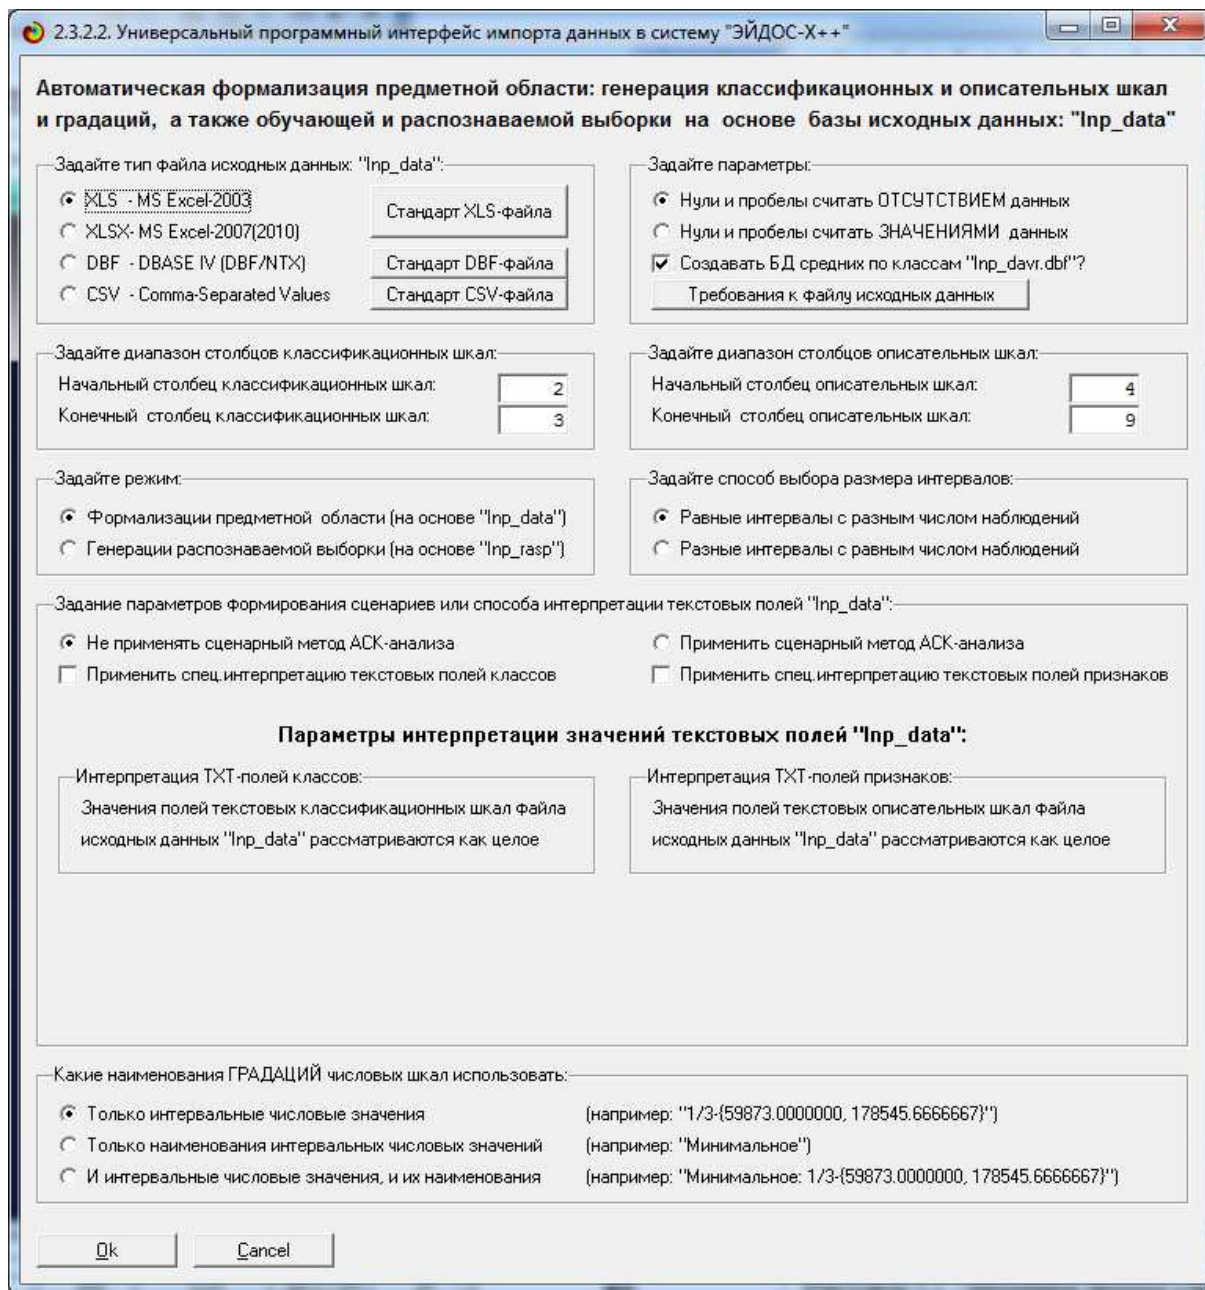 2.3.2.2. Универсальный программный интерфейс импорта данных в систему "ЭЙДОС-X++"
Автоматическая формализация предметной области: генерация классификационных и описательных шкал
и градаций, а также обучающей и распознаваемой выборки на основе базы исходных данных: "Inp_data"
Задайте тип файла исходных данных: "Inp_data":
XLS - MS Excel-2003
Стандарт XLS-файла
XLSX- MS Excel-2007(2010)
DBF - DBASE IV (DBF/NTX)
Стандарт DBF-файла
CSV - Comma-Separated Values
Стандарт CSV-файла
Задайте параметры:
Нули и пробелы считать ОТСУТСТВИЕМ данных
Нули и пробелы считать ЗНАЧЕНИЯМИ данных
Создавать БД средних по классам "Inp_davr.dbf"?
Требования к файлу исходных данных
Задайте диапазон столбцов классификационных шкал:
Начальный столбец классификационных шкал: 2
Конечный столбец классификационных шкал: 3
Задайте диапазон столбцов описательных шкал:
Начальный столбец описательных шкал: 4
Конечный столбец описательных шкал: 9
Задайте режим:
Формализации предметной области (на основе "Inp_data")
Генерации распознаваемой выборки (на основе "Inp_rasp")
Задайте способ выбора размера интервалов:
Равные интервалы с разным числом наблюдений
Разные интервалы с равным числом наблюдений
Задание параметров формирования сценариев или способа интерпретации текстовых полей "Inp_data":
Не применять сценарный метод АСК-анализа
Применить сценарный метод АСК-анализа
Применить спец.интерпретацию текстовых полей классов
Применить спец.интерпретацию текстовых полей признаков
Параметры интерпретации значений текстовых полей "Inp_data":
Интерпретация TXT-полей классов:
Значения полей текстовых классификационных шкал файла
исходных данных "Inp_data" рассматриваются как целое
Интерпретация TXT-полей признаков:
Значения полей текстовых описательных шкал файла
исходных данных "Inp_data" рассматриваются как целое
Какие наименования ГРАДАЦИЙ числовых шкал использовать:
Только интервальные числовые значения (например: "1/3-{59873.0000000, 178545.6666667}")
Только наименования интервальных числовых значений (например: "Минимальное")
И интервальные числовые значения, и их наименования (например: "Минимальное: 1/3-{59873.0000000, 178545.6666667}")
Ok
Cancel